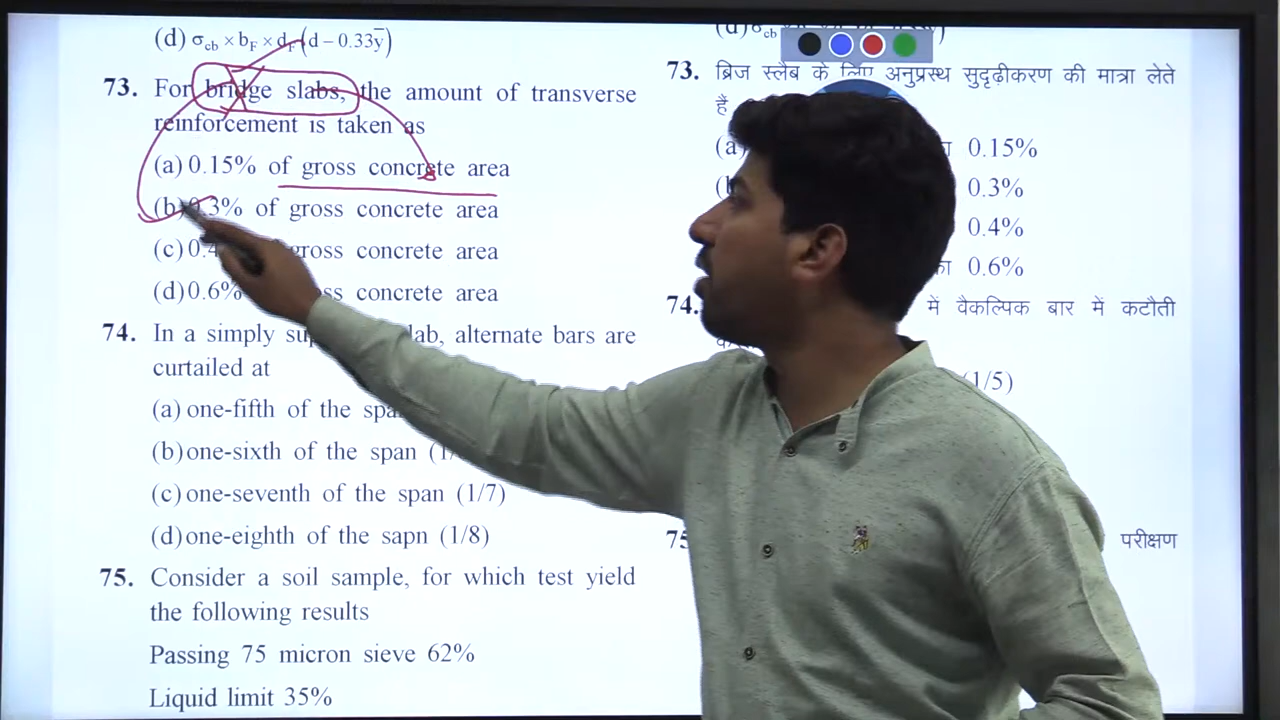 (d) σcb × bF × dF (d – 0.33y̅)
73. For bridge slabs, the amount of transverse
reinforcement is taken as
(a) 0.15% of gross concrete area
(b) 0.3% of gross concrete area
(c) 0.4 gross concrete area
(d) 0.6% concrete area
74. In a simply lab, alternate bars are
curtailed at
(a) one-fifth of the
(b) one-sixth of the span
(c) one-seventh of the span (1/7)
(d) one-eighth of the sapn (1/8)
75. Consider a soil sample, for which test yield
the following results
Passing 75 micron sieve 62%
Liquid limit 35%
73. ब्रिज स्लैब के लिए अनुप्रस्थ सुदृढ़ीकरण की मात्रा लेते
हैं
(a) 0.15%
0.3%
0.4%
का 0.6%
74. में वैकल्पिक बार में कटौती
(1/5)
परीक्षण